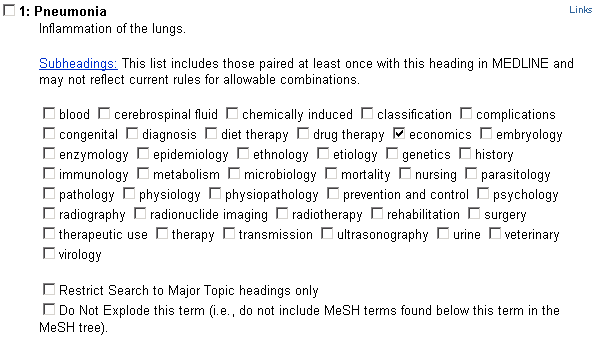 1: Pneumonia Links
Inflammation of the lungs.
Subheadings: This list includes those paired at least once with this heading in MEDLINE and
may not reflect current rules for allowable combinations.
blood cerebrospinal fluid chemically induced classification complications
congenital diagnosis diet therapy drug therapy economics embryology
enzymology epidemiology ethnology etiology genetics history
immunology metabolism microbiology mortality nursing parasitology
pathology physiology physiopathology prevention and control psychology
radiography radionuclide imaging radiotherapy rehabilitation surgery
therapeutic use therapy transmission ultrasonography urine veterinary
virology
Restrict Search to Major Topic headings only
Do Not Explode this term (i.e., do not include MeSH terms found below this term in the
MeSH tree).